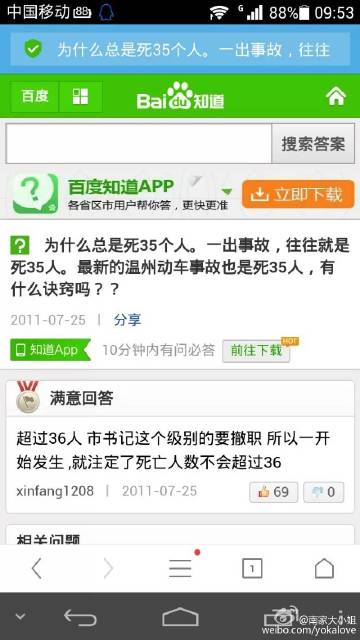 中国移动 88 G 88% 09:53
为什么总是死35个人。一出事故，往往
百度
Bai du 知道
搜索答案
百度知道APP
各省区市用户帮你答，更快更准
立即下载
为什么总是死35个人。一出事故，往往就是
死35人。最新的温州动车事故也是死35人，有
什么诀窍吗？？
2011-07-25 | 分享
知道App 10分钟内有问必答 前往下载 HOT
满意回答
超过36人 市书记这个级别的要撤职 所以一开
始发生 ,就注定了死亡人数不会超过36
xinfang1208 | 2011-07-25 69 0
相关问题
1
@南家大小姐
weibo.com/yokalove